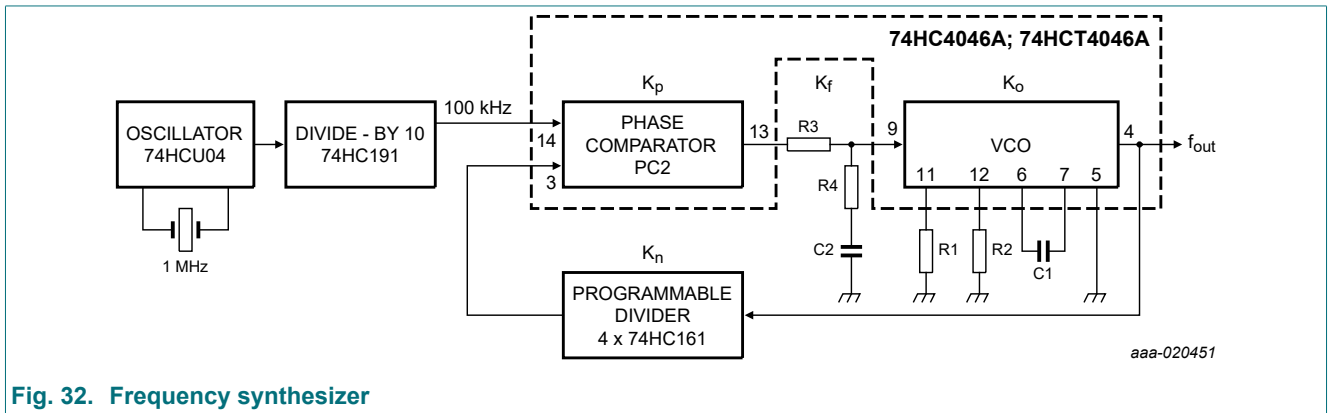 74HC4046A; 74HCT4046A
Kp
Kf
Ko
100 kHz
OSCILLATOR
74HCU04
DIVIDE - BY 10
74HC191
14
3
PHASE
COMPARATOR
PC2
13
R3
9
VCO
4
fout
11
12
6
7
5
R4
C2
R1
R2
C1
1 MHz
Kn
PROGRAMMABLE
DIVIDER
4 x 74HC161
aaa-020451
Fig. 32. Frequency synthesizer